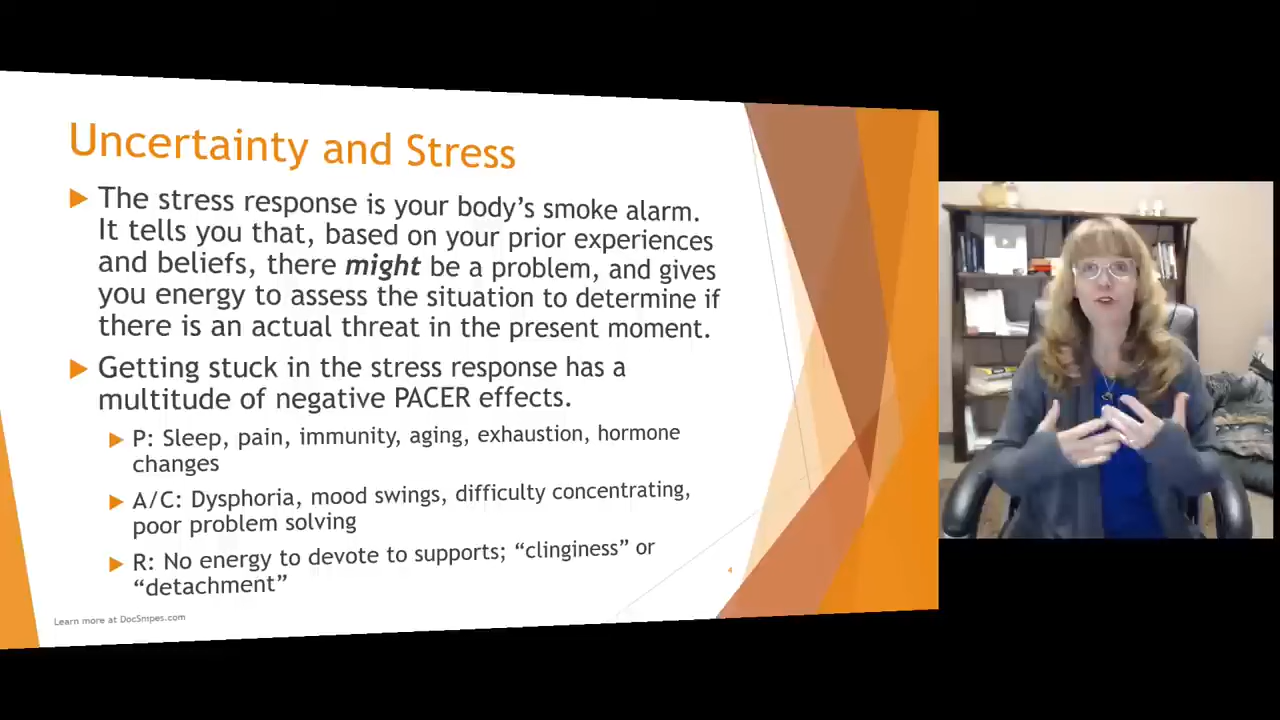 Uncertainty and Stress
The stress response is your body’s smoke alarm.
It tells you that, based on your prior experiences
and beliefs, there might be a problem, and gives
you energy to assess the situation to determine if
there is an actual threat in the present moment.
Getting stuck in the stress response has a
multitude of negative PACER effects.
P: Sleep, pain, immunity, aging, exhaustion, hormone
changes
A/C: Dysphoria, mood swings, difficulty concentrating,
poor problem solving
R: No energy to devote to supports; “clinginess” or
“detachment”
4
Learn more at DocSnipes.com